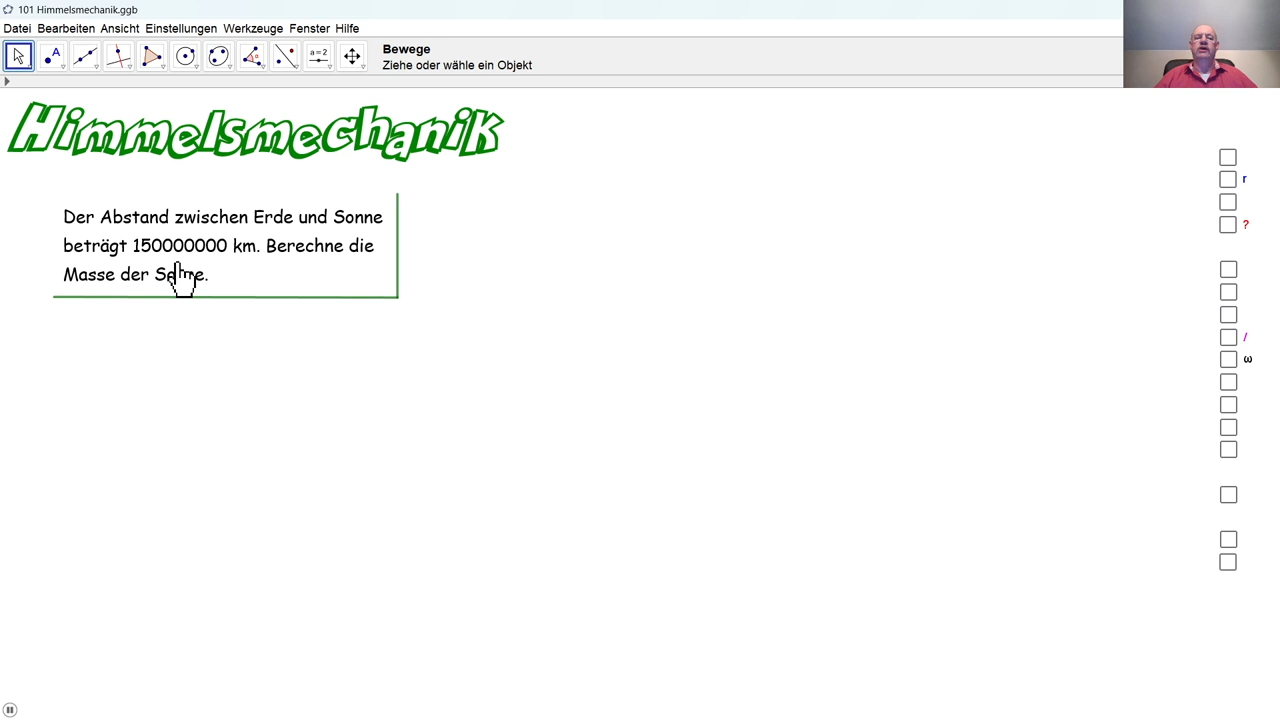 101 Himmelsmechanik.ggb
Datei Bearbeiten Ansicht Einstellungen Werkzeuge Fenster Hilfe
A
a=2
Bewege
Ziehe oder wähle ein Objekt
Himmelsmechanik
Der Abstand zwischen Erde und Sonne
beträgt 150000000 km. Berechne die
Masse der
r
?
/
ω